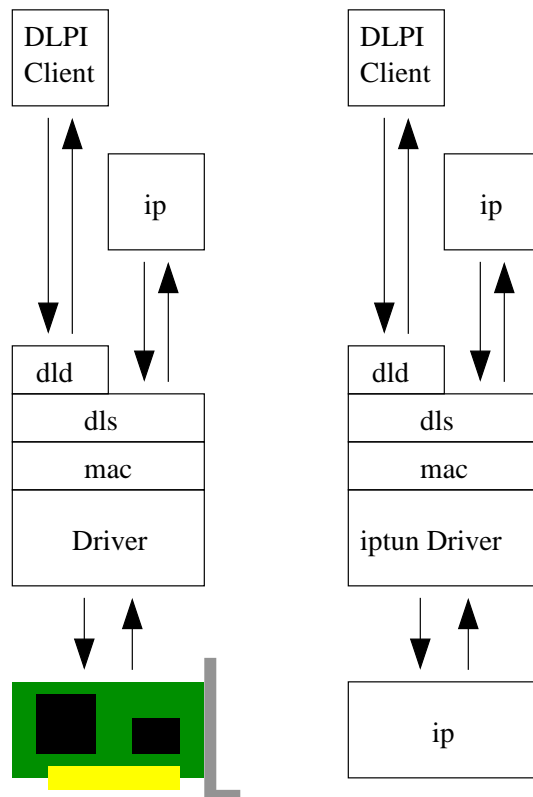 DLPI
Client
ip
dld
dls
mac
Driver
DLPI
Client
ip
dld
dls
mac
iptun Driver
ip